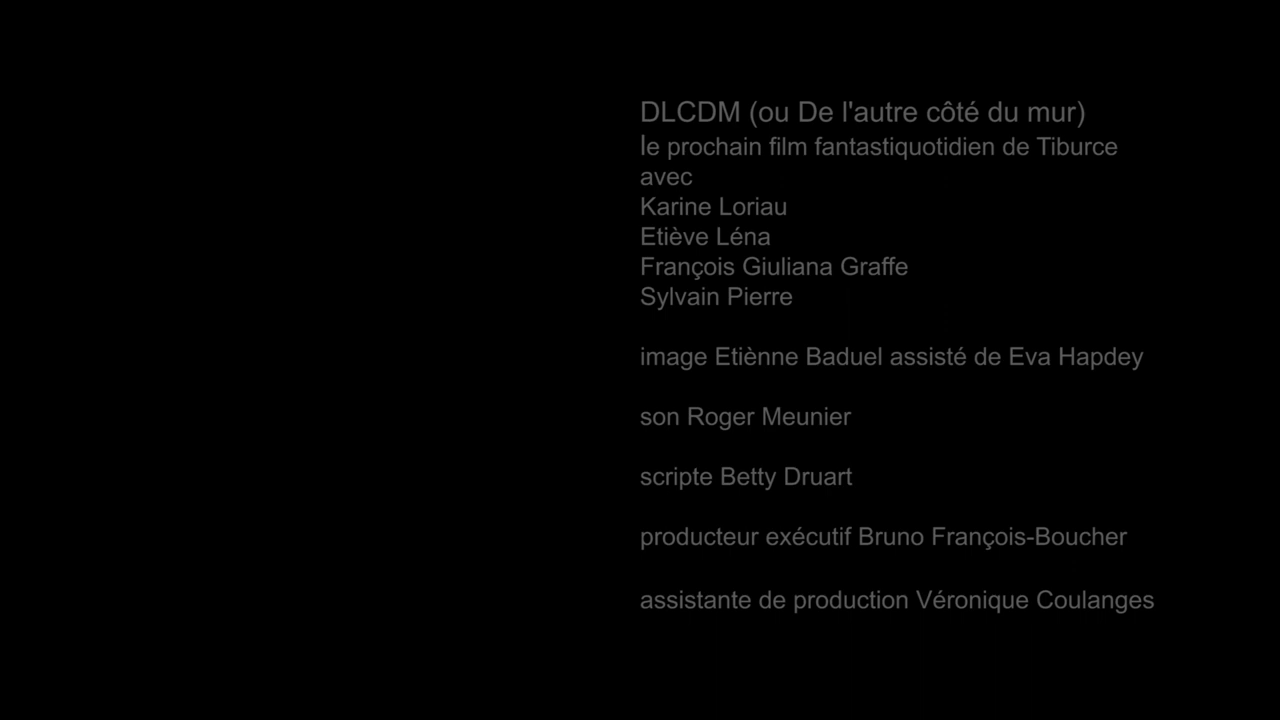 DLCDM (ou De l'autre côté du mur)
le prochain film fantastiquotidien de Tiburce
avec
Karine Loriau
Etiève Léna
François Giuliana Graffe
Sylvain Pierre
image Etiènne Baduel assisté de Eva Hapdey
son Roger Meunier
scripte Betty Druart
producteur exécutif Bruno François-Boucher
assistante de production Véronique Coulanges